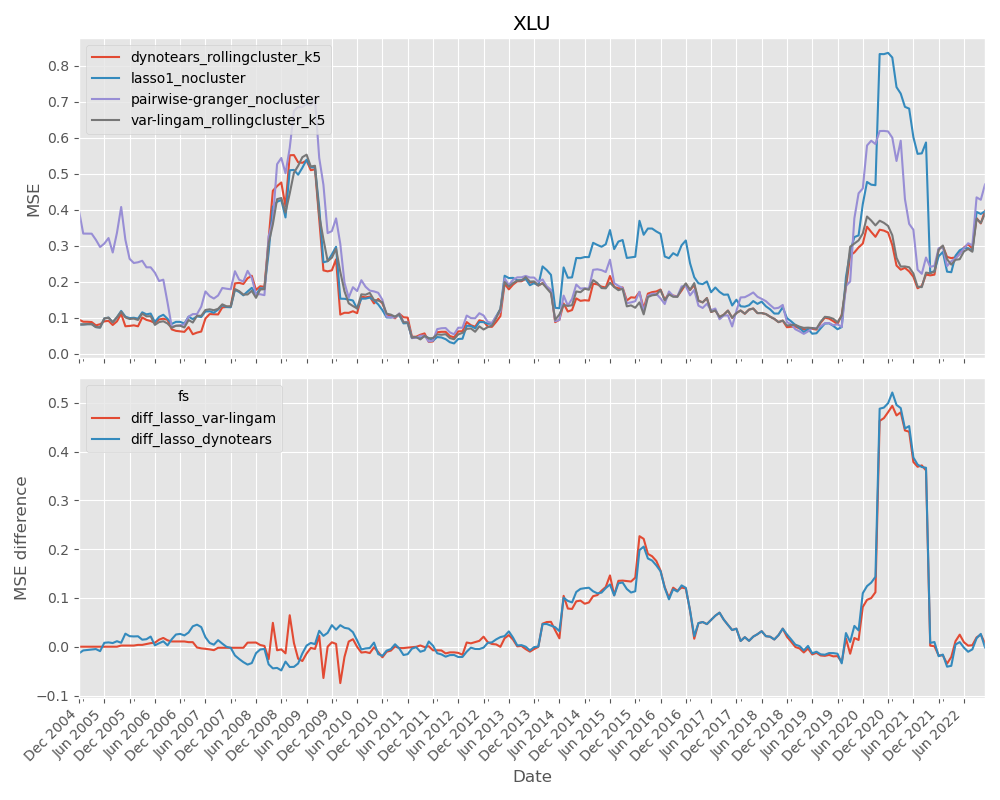 XLU
MSE
0.8
0.7
0.6
0.5
0.4
0.3
0.2
0.1
0.0
dynotears_rollingcluster_k5
lasso1_nocluster
pairwise-granger_nocluster
var-lingam_rollingcluster_k5
MSE difference
0.5
0.4
0.3
0.2
0.1
0.0
−0.1
fs
diff_lasso_var-lingam
diff_lasso_dynotears
Dec 2004
Jun 2005
Dec 2005
Jun 2006
Dec 2006
Jun 2007
Dec 2007
Jun 2008
Dec 2008
Jun 2009
Dec 2009
Jun 2010
Dec 2010
Jun 2011
Dec 2011
Jun 2012
Dec 2012
Jun 2013
Dec 2013
Jun 2014
Dec 2014
Jun 2015
Dec 2015
Jun 2016
Dec 2016
Jun 2017
Dec 2017
Jun 2018
Dec 2018
Jun 2019
Dec 2019
Jun 2020
Dec 2020
Jun 2021
Dec 2021
Jun 2022
Date